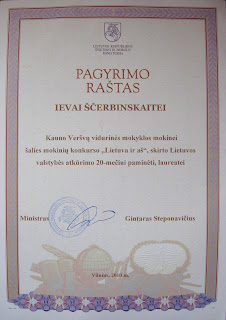 LIETUVOS RESPUBLIKOS
ŠVIETIMO IR MOKSLO
MINISTERIJA
PAGYRIMO
RAŠTAS
IEVAI ŠČERBINSKAITEI
Kauno Veršvų vidurinės mokyklos mokinei
šalies mokinių konkurso „Lietuva ir aš“, skirto Lietuvos
valstybės atkūrimo 20-mečiui paminėti, laureatei
Ministras Gintaras Steponavičius
Vilnius, 2010 m.